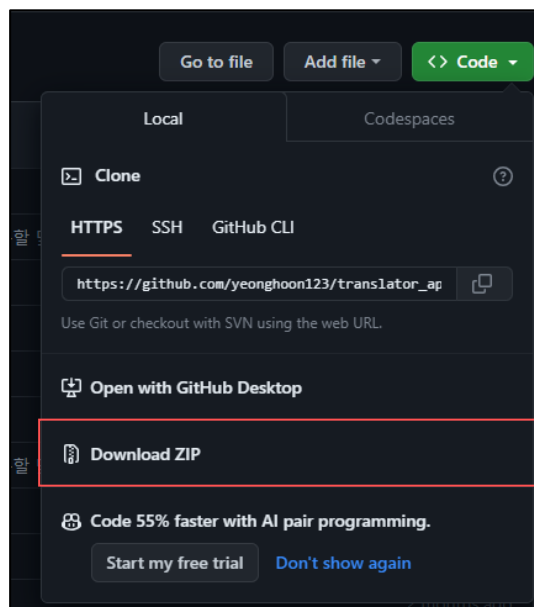 Go to file
Add file
<> Code
Local
Codespaces
Clone
HTTPS
SSH
GitHub CLI
할
https://github.com/yeonghoon123/translator_ap
Use Git or checkout with SVN using the web URL.
Open with GitHub Desktop
Download ZIP
할
Code 55% faster with AI pair programming.
Start my free trial
Don't show again